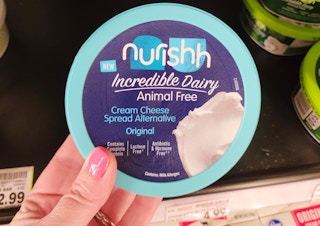 nurishh
NEW
Incredible Dairy
Animal Free
Cream Cheese
Spread Alternative
Original
Contains
Complete
Protein
Lactose
Free*
Antibiotic
& Hormone
Free*
Contains: Milk Allergen
2.99
4.99